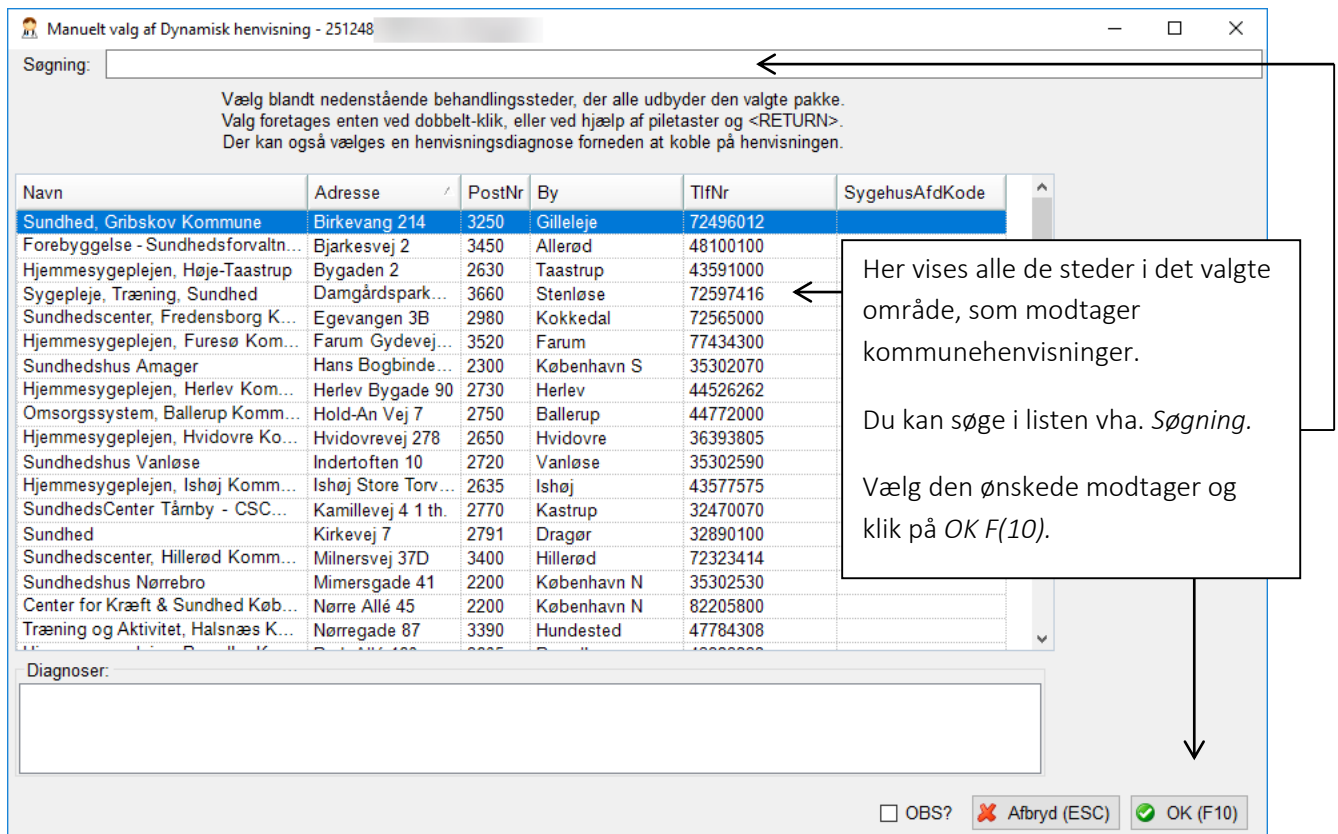 Manuelt valg af Dynamisk henvisning - 251248
Søgning:
Vælg blandt nedenstående behandlingssteder, der alle udbyder den valgte pakke.
Valg foretages enten ved dobbelt-klik, eller ved hjælp af piletaster og <RETURN>.
Der kan også vælges en henvisningsdiagnose forneden at koble på henvisningen.
Navn Adresse PostNr By TlfNr SygehusAfdKode
Sundhed, Gribskov Kommune Birkevang 214 3250 Gilleleje 72496012
Forebyggelse - Sundhedsforvaltn... Bjarkesvej 2 3450 Allerød 48100100
Hjemmesygeplejen, Høje-Taastrup Bygaden 2 2630 Taastrup 43591000
Sygepleje, Træning, Sundhed Damgårdspark... 3660 Stenløse 72597416
Sundhedscenter, Fredensborg K... Egevangen 3B 2980 Kokkedal 72565000
Hjemmesygeplejen, Furesø Kom... Farum Gydevej... 3520 Farum 77434300
Sundhedshus Amager Hans Bogbinde... 2300 København S 35302070
Hjemmesygeplejen, Herlev Kom... Herlev Bygade 90 2730 Herlev 44526262
Omsorgssystem, Ballerup Komm... Hold-An Vej 7 2750 Ballerup 44772000
Hjemmesygeplejen, Hvidovre Ko... Hvidovrevej 278 2650 Hvidovre 36393805
Sundhedshus Vanløse Indertoften 10 2720 Vanløse 35302590
Hjemmesygeplejen, Ishøj Komm... Ishøj Store Torv... 2635 Ishøj 43577575
SundhedsCenter Tårnby - CSC... Kamillevej 4 1 th. 2770 Kastrup 32470070
Sundhed Kirkevej 7 2791 Dragør 32890100
Sundhedscenter, Hillerød Komm... Milnersvej 37D 3400 Hillerød 72323414
Sundhedshus Nørrebro Mimersgade 41 2200 København N 35302530
Center for Kræft & Sundhed Køb... Nørre Allé 45 2200 København N 82205800
Træning og Aktivitet, Halsnæs K... Nørregade 87 3390 Hundested 47784308
Her vises alle de steder i det valgte
område, som modtager
kommunehenvisninger.
Du kan søge i listen vha. Søgning.
Vælg den ønskede modtager og
klik på OK F(10).
Diagnoser:
OBS? Afbryd (ESC) OK (F10)